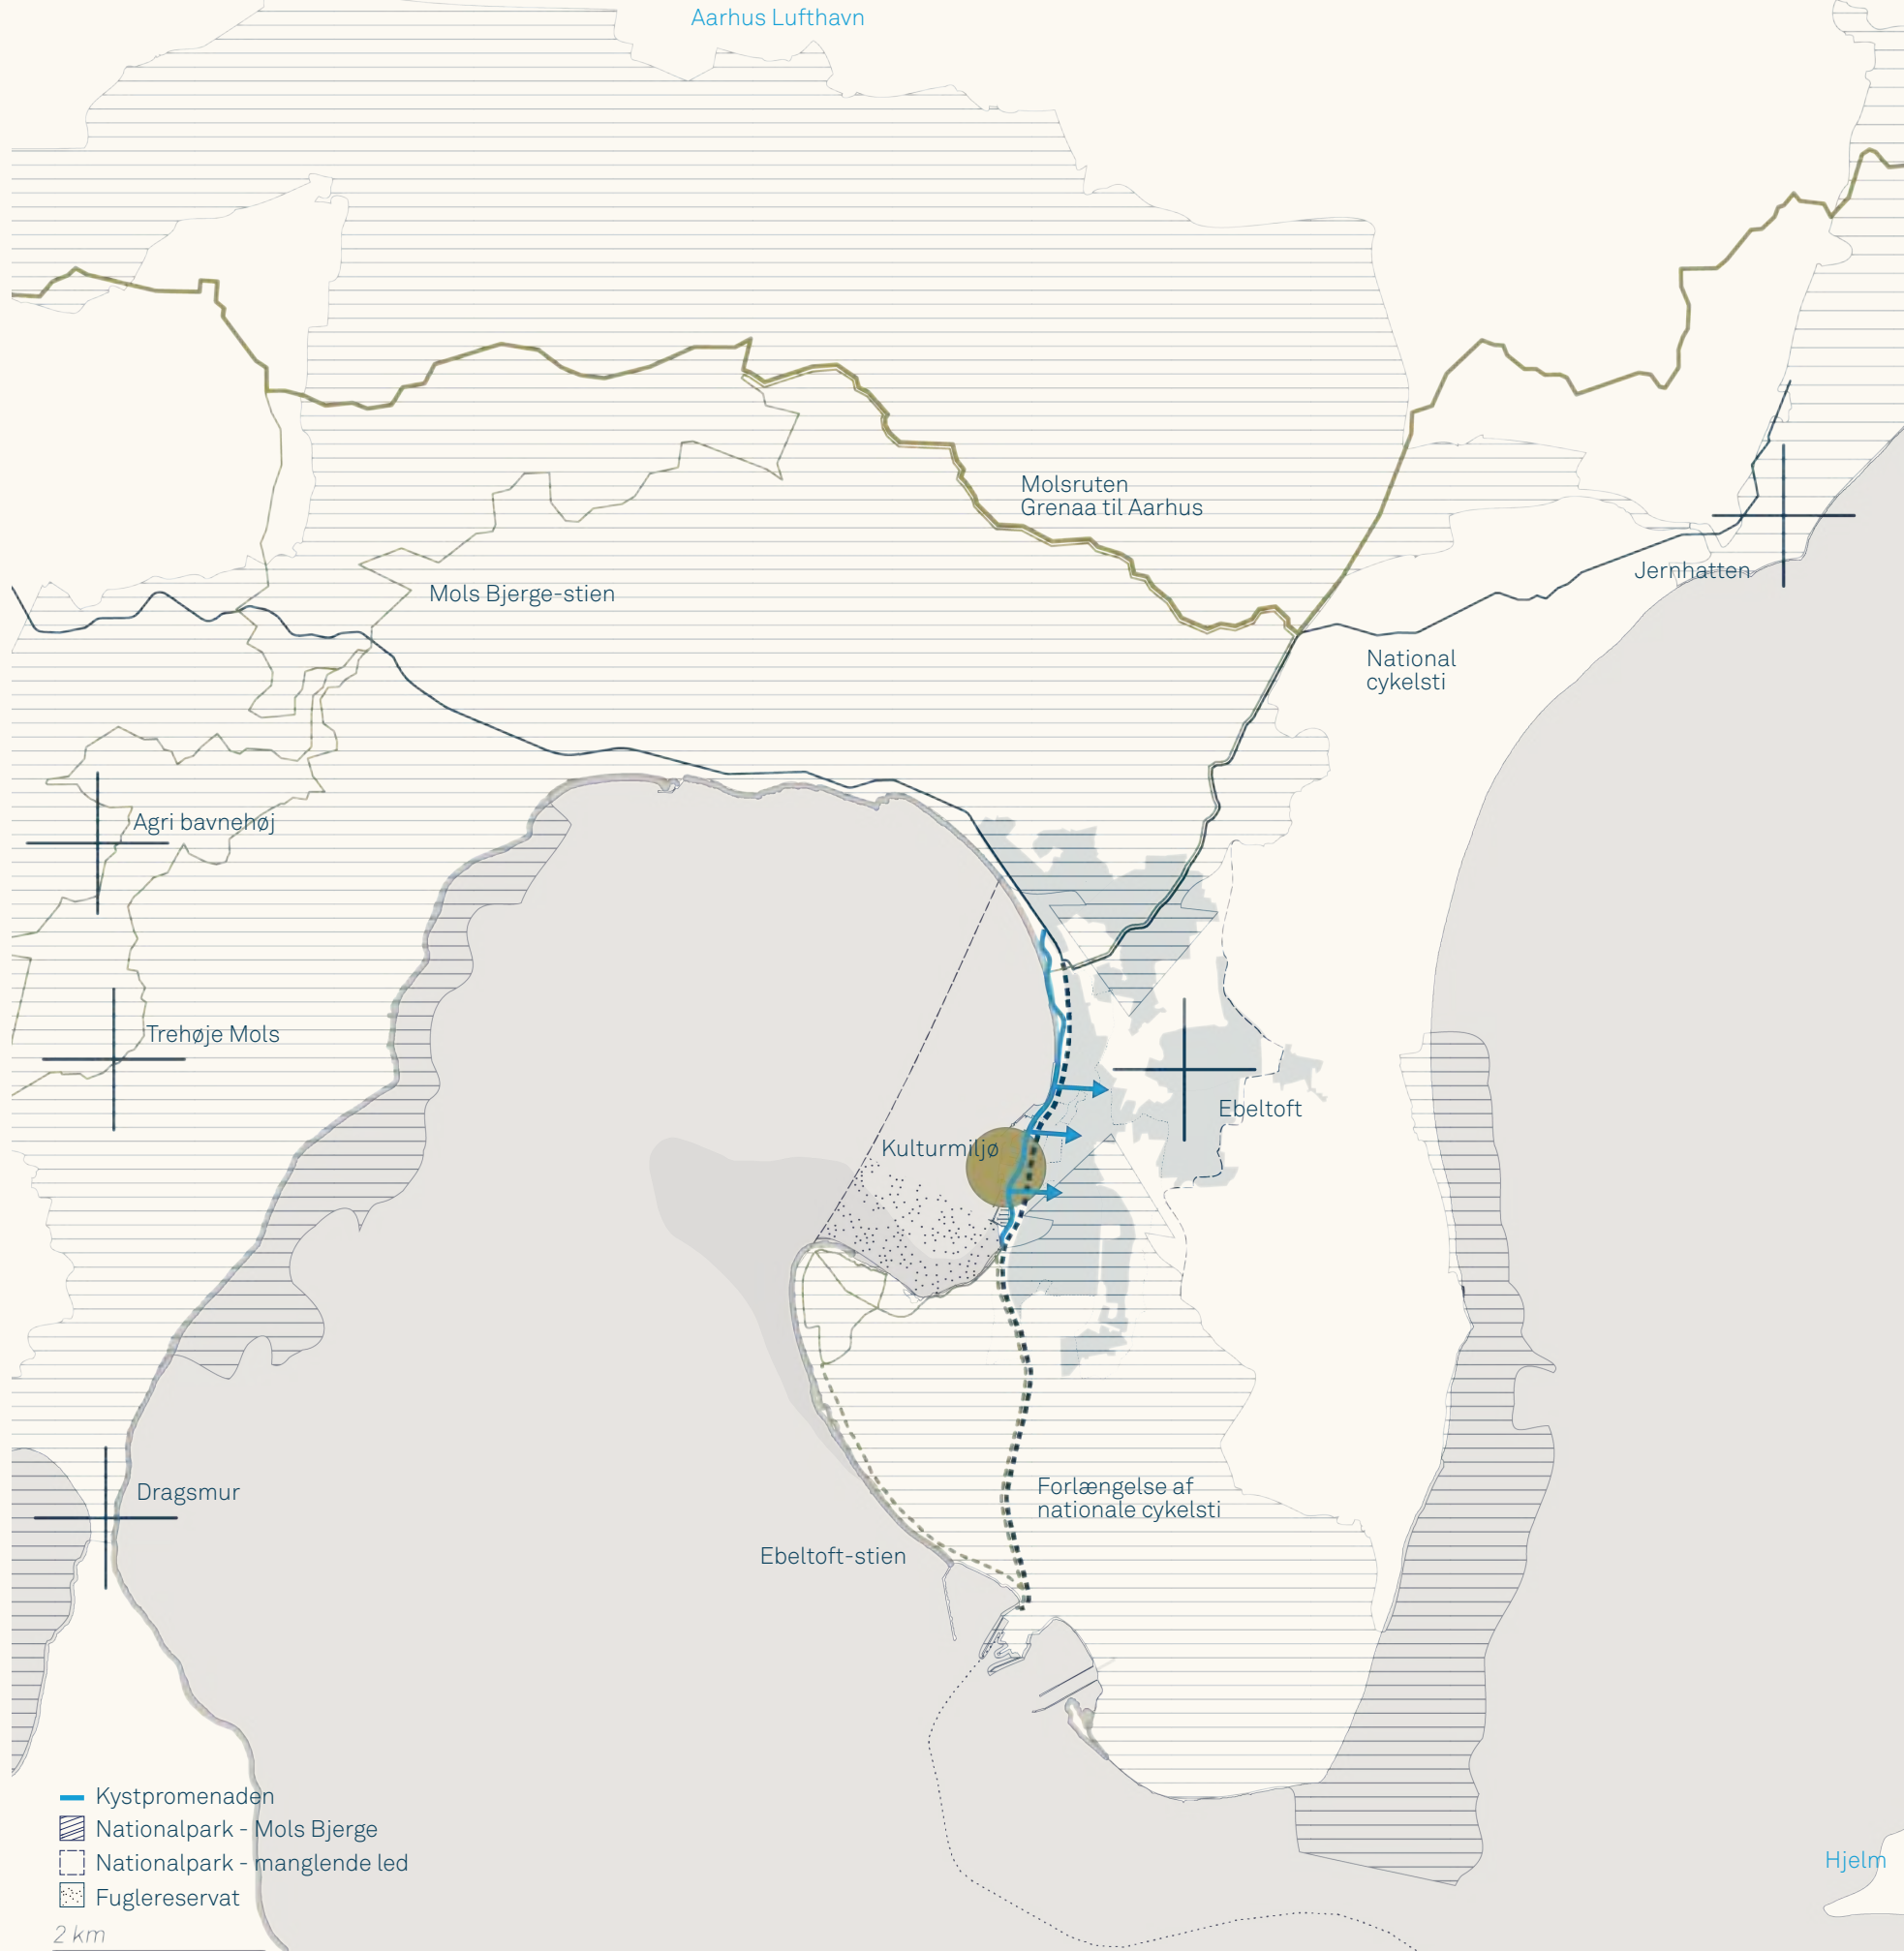 Aarhus Lufthavn
Molsruten
Grenaa til Aarhus
Jernhatten
Mols Bjerge-stien
National
cykelsti
Agri bavnehøj
Trehøje Mols
Ebeltoft
Kulturmiljø
Dragsmur
Forlængelse af
nationale cykelsti
Ebeltoft-stien
Kystpromenaden
Nationalpark - Mols Bjerge
Nationalpark - manglende led
Fuglereservat
2 km
Hjelm